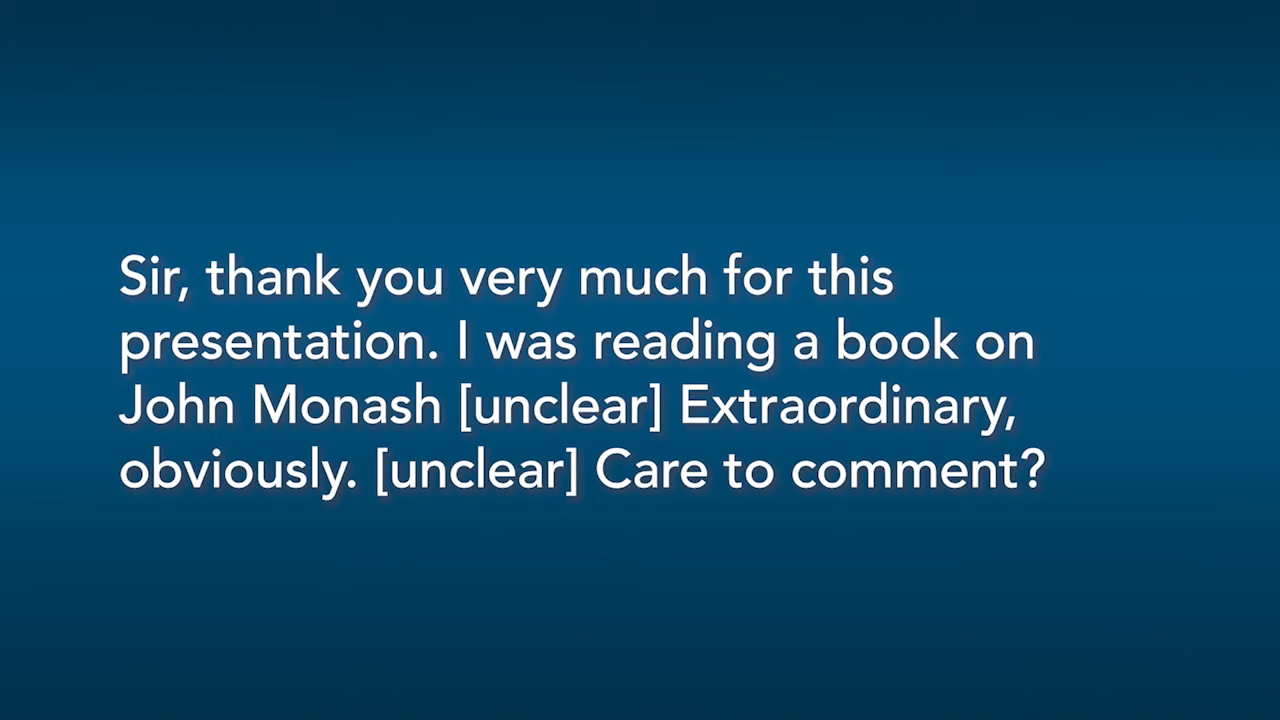 Sir, thank you very much for this
presentation. I was reading a book on
John Monash [unclear] Extraordinary,
obviously. [unclear] Care to comment?